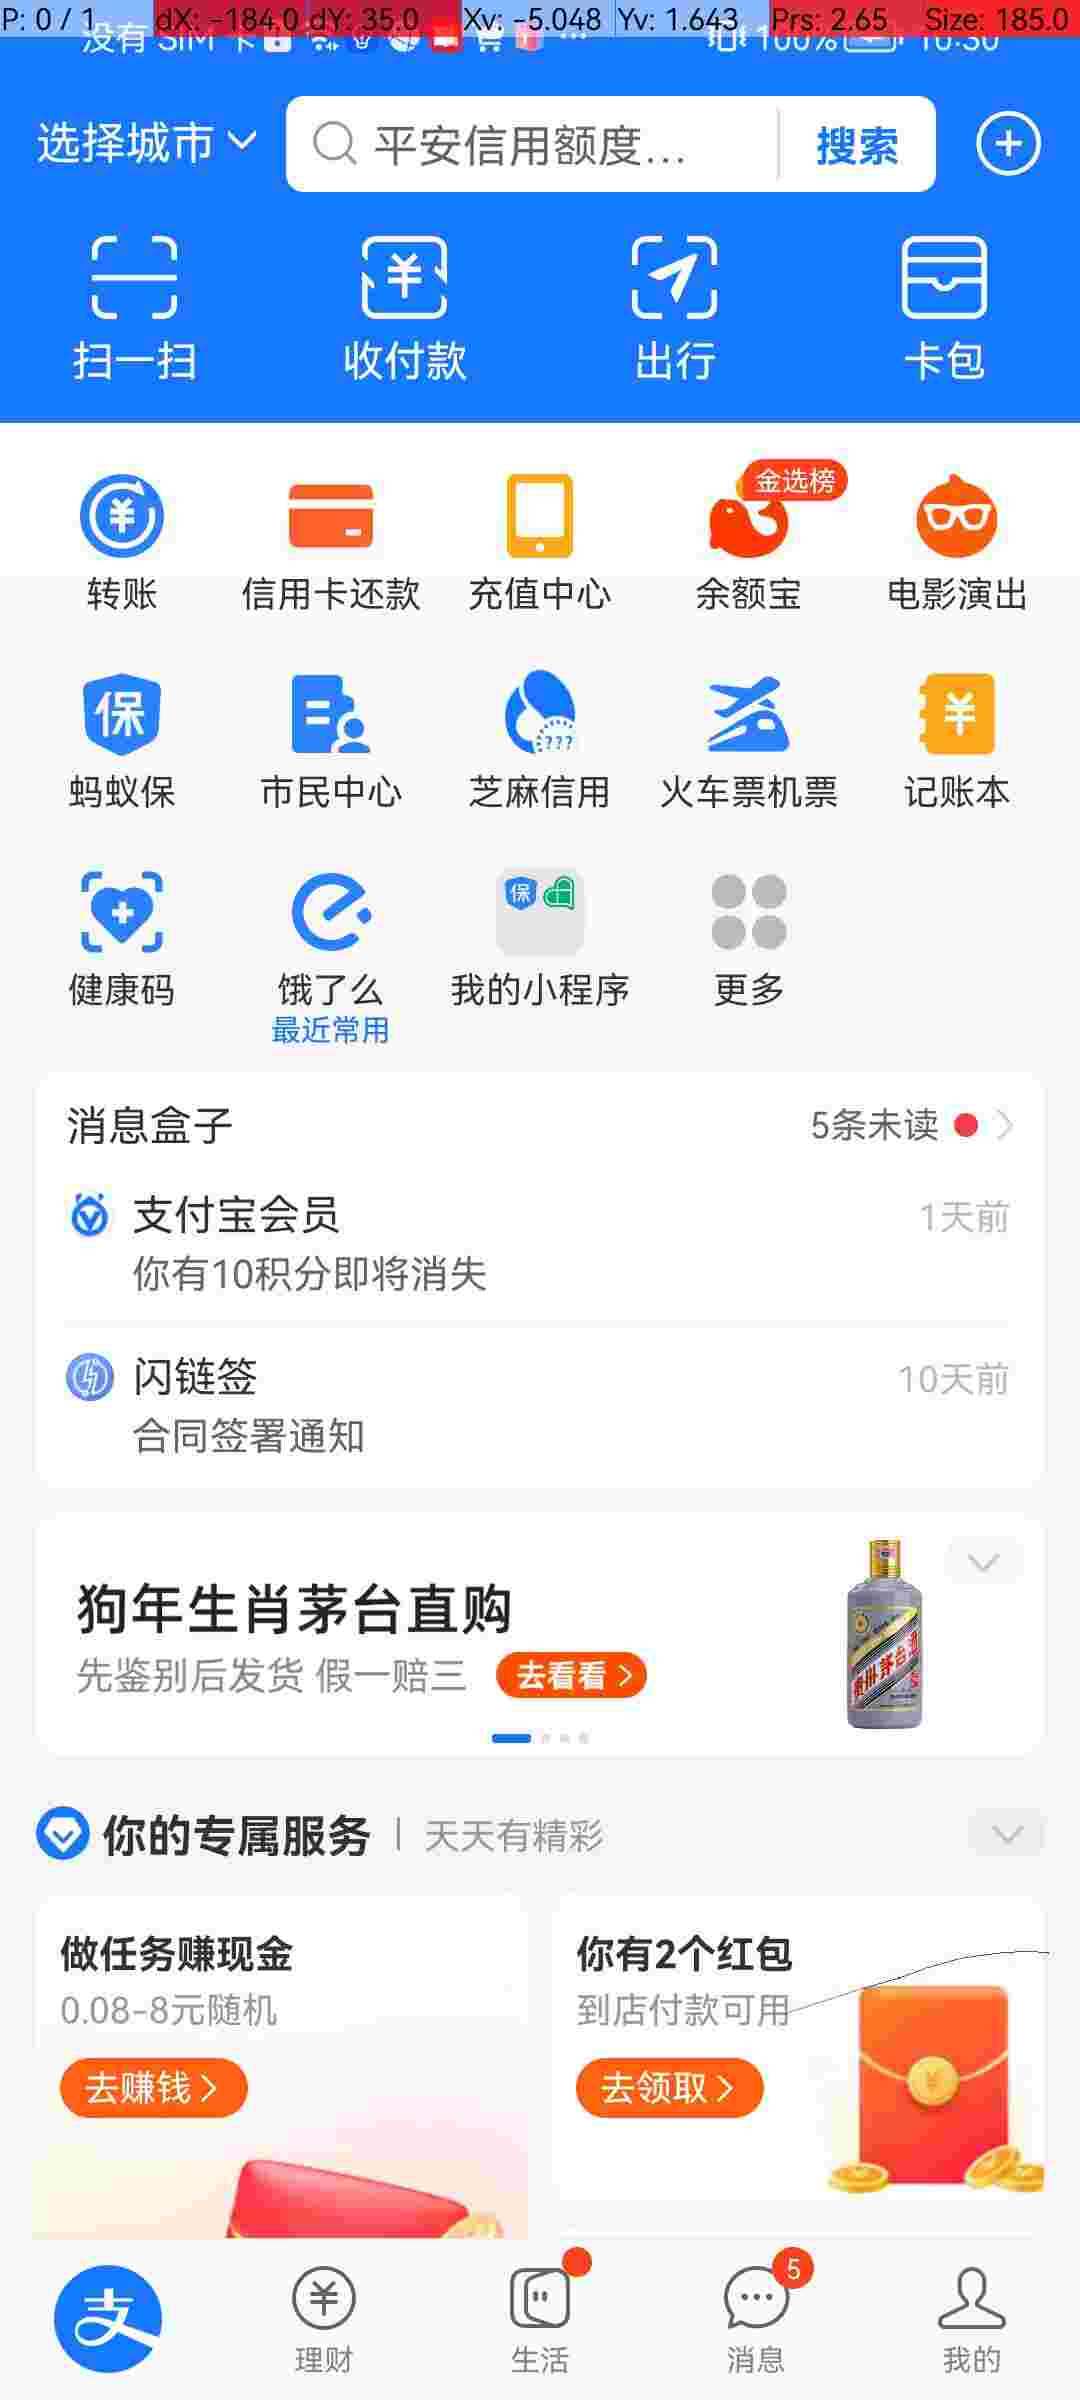 P: 0 / 1 dX: -184.0 dY: 35.0 Xv: -5.048 Yv: 1.643 Prs: 2.65 Size: 185.0
没有 SIM 卡 100% 10:30
选择城市 平安信用额度... 搜索
扫一扫 收付款 出行 卡包
金选榜
转账 信用卡还款 充值中心 余额宝 电影演出
保 ???
蚂蚁保 市民中心 芝麻信用 火车票机票 记账本
保
健康码 饿了么 我的小程序 更多
最近常用
消息盒子 5条未读
支付宝会员 1天前
你有10积分即将消失
闪链签 10天前
合同签署通知
狗年生肖茅台直购
先鉴别后发货 假一赔三 去看看
贵州茅台酒
你的专属服务 天天有精彩
做任务赚现金 你有2个红包
0.08-8元随机 到店付款可用
去赚钱 去领取
支 5
理财 生活 消息 我的